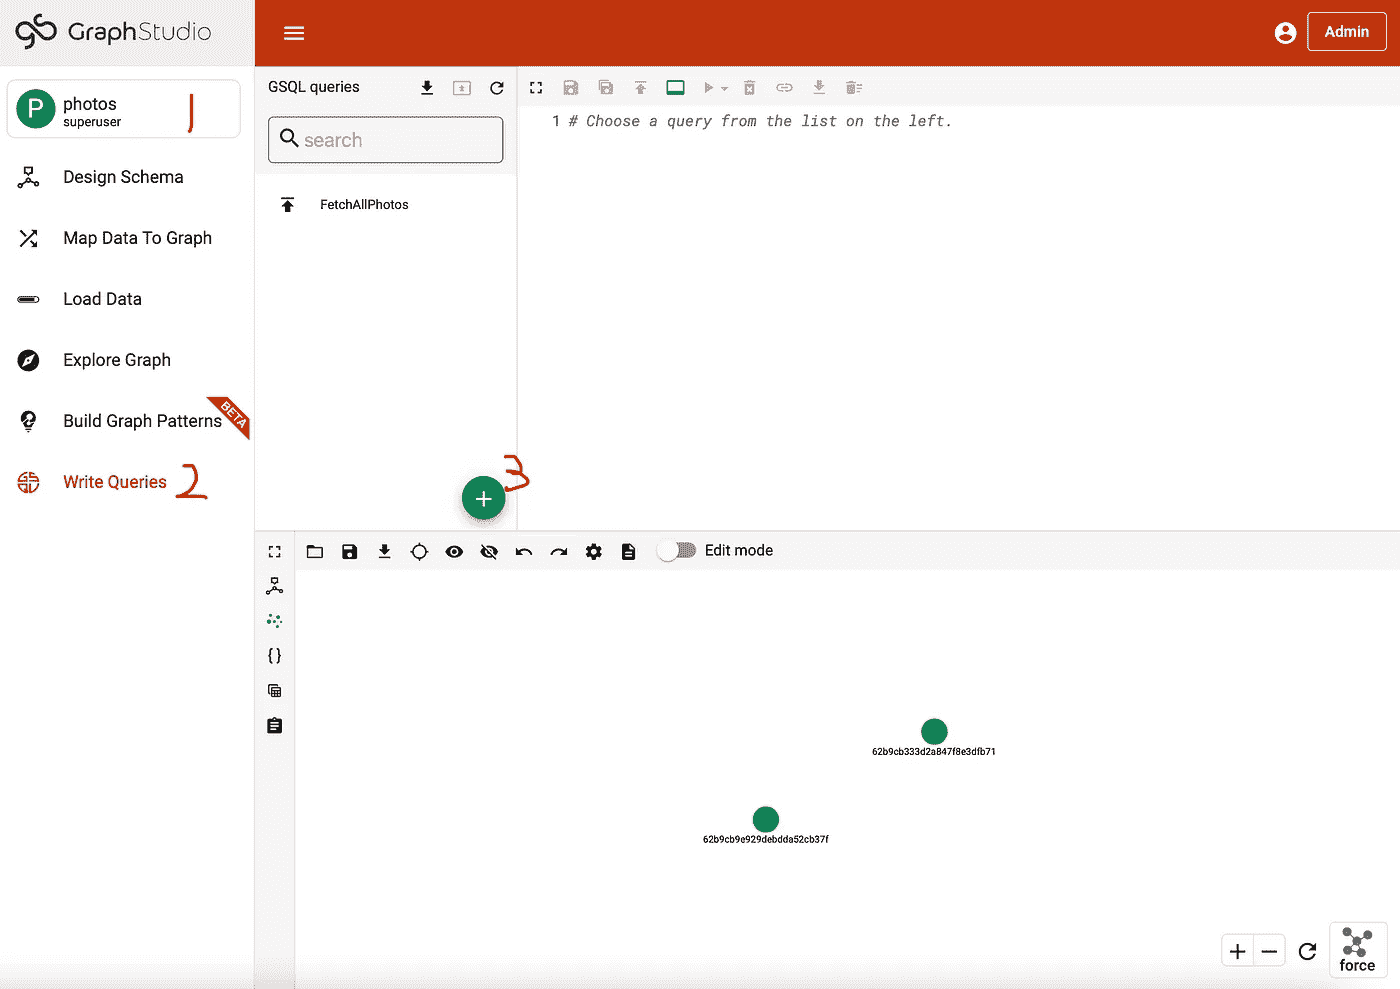 GraphStudio
Admin
P
photos
superuser
1
Design Schema
Map Data To Graph
Load Data
Explore Graph
Build Graph Patterns
BETA
Write Queries
2
GSQL queries
search
FetchAllPhotos
3
1 # Choose a query from the list on the left.
Edit mode
62b9cb333d2a847f8e3dfb71
62b9cb9e929debdda52cb37f
force